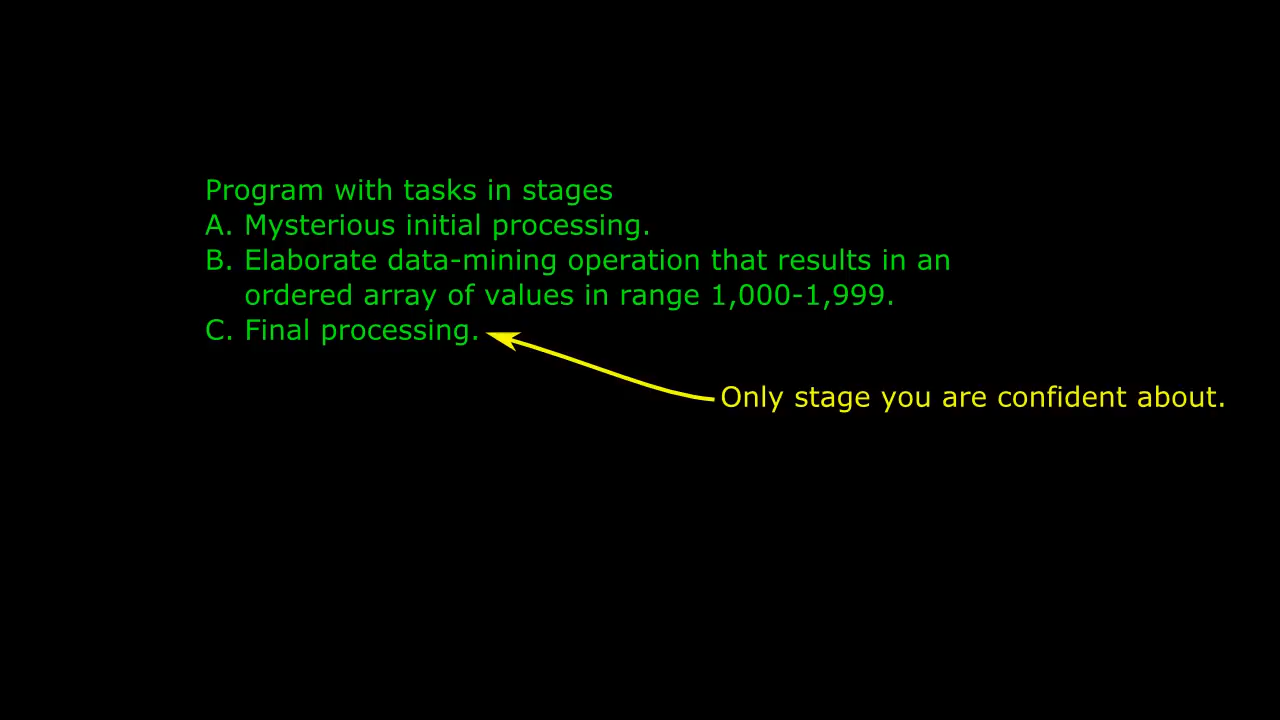 Program with tasks in stages
A. Mysterious initial processing.
B. Elaborate data-mining operation that results in an
ordered array of values in range 1,000-1,999.
C. Final processing.
Only stage you are confident about.